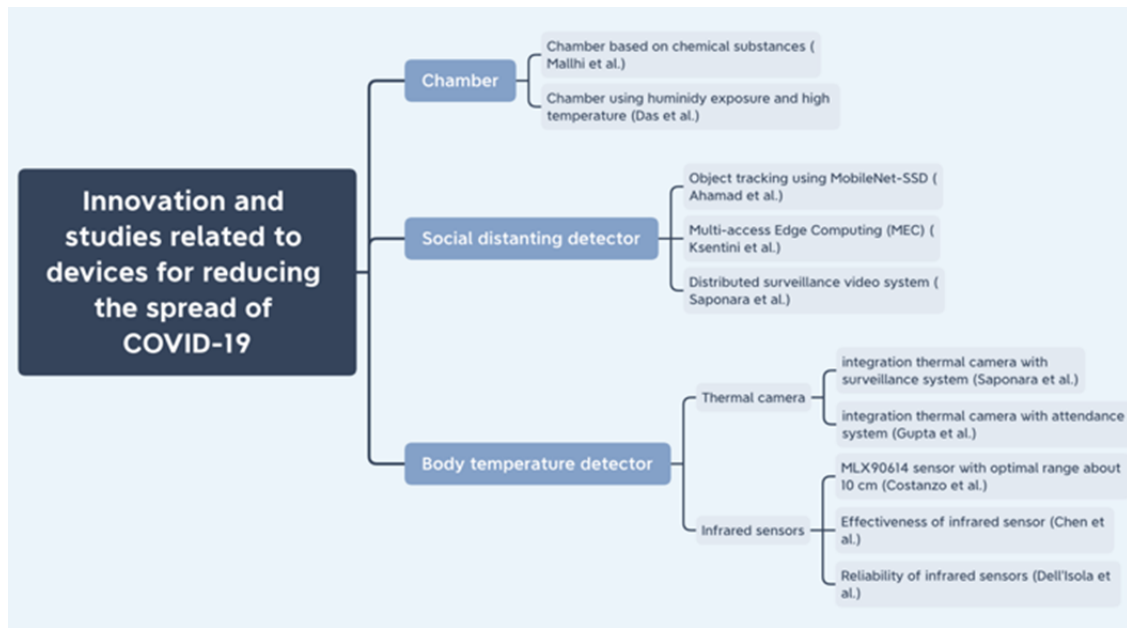 Innovation and
studies related to
devices for reducing
the spread of
COVID-19
Chamber
Chamber based on chemical substances (
Mallhi et al.)
Chamber using huminidy exposure and high
temperature (Das et al.)
Social distanting detector
Object tracking using MobileNet-SSD (
Ahamad et al.)
Multi-access Edge Computing (MEC) (
Ksentini et al.)
Distributed surveillance video system (
Saponara et al.)
Body temperature detector
Thermal camera
integration thermal camera with
surveillance system (Saponara et al.)
integration thermal camera with attendance
system (Gupta et al.)
Infrared sensors
MLX90614 sensor with optimal range about
10 cm (Costanzo et al.)
Effectiveness of infrared sensor (Chen et
al.)
Reliability of infrared sensors (Dell'Isola et
al.)